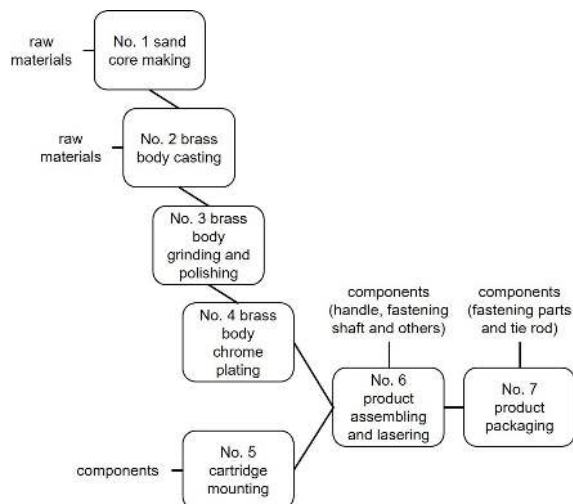 raw
materials
No. 1 sand
core making
raw
materials
No. 2 brass
body casting
No. 3 brass
body
grinding and
polishing
No. 4 brass
body
chrome
plating
components
(handle, fastening
shaft and others)
components
(fastening parts
and tie rod)
No. 6
product
assembling
and lasering
No. 7
product
packaging
components
No. 5
cartridge
mounting